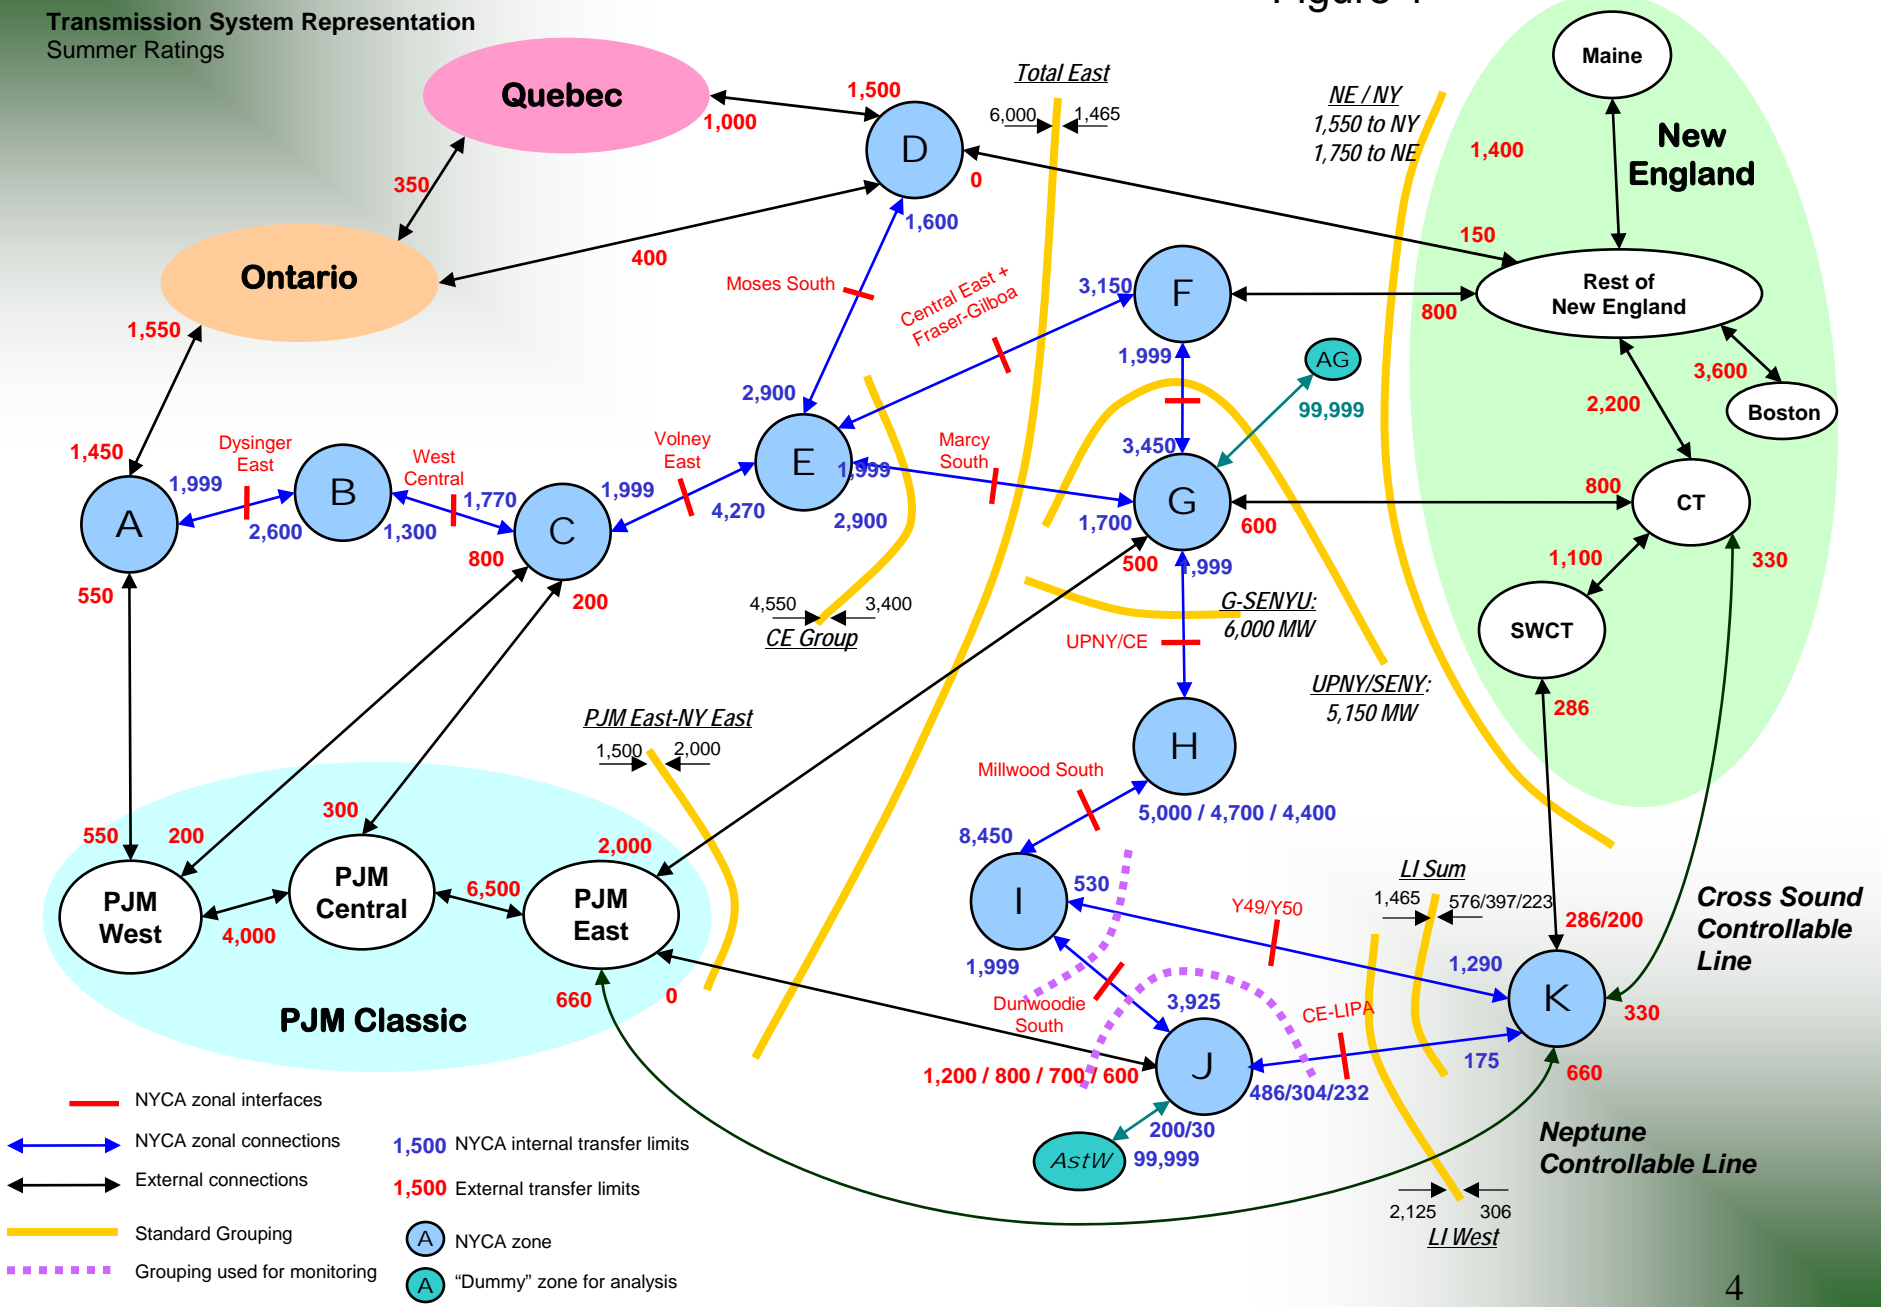 Transmission System Representation
Summer Ratings
Quebec
1,500
1,000
D
0
1,600
Total East
6,000
1,465
NE / NY
1,550 to NY
1,750 to NE
1,400
Maine
New
England
350
Ontario
400
150
Rest of
New England
1,550
Moses South
Central East +
Fraser-Gilboa
3,150
F
800
1,999
AG
99,999
3,600
Boston
2,200
2,900
1,450
Dysinger
East
West
Central
Volney
East
Marcy
South
3,450
A
1,999
2,600
B
1,770
1,300
C
800
1,999
4,270
E
1,999
2,900
1,700
G
600
800
CT
550
200
500
1,999
1,100
330
4,550
3,400
CE Group
G-SENYU:
6,000 MW
UPNY/CE
SWCT
UPNY/SENY:
5,150 MW
286
PJM East-NY East
1,500
2,000
H
Millwood South
5,000 / 4,700 / 4,400
8,450
550
200
300
2,000
PJM
West
4,000
PJM
Central
6,500
PJM
East
PJM Classic
660
0
I
530
1,999
Y49/Y50
LI Sum
1,465
576/397/223
286/200
Cross Sound
Controllable
Line
1,290
K
330
Dunwoodie
South
3,925
CE-LIPA
1,200 / 800 / 700 / 600
J
486/304/232
175
660
200/30
AstW
99,999
Neptune
Controllable Line
2,125
306
LI West
NYCA zonal interfaces
NYCA zonal connections
External connections
Standard Grouping
Grouping used for monitoring
1,500 NYCA internal transfer limits
1,500 External transfer limits
A NYCA zone
A "Dummy" zone for analysis
4